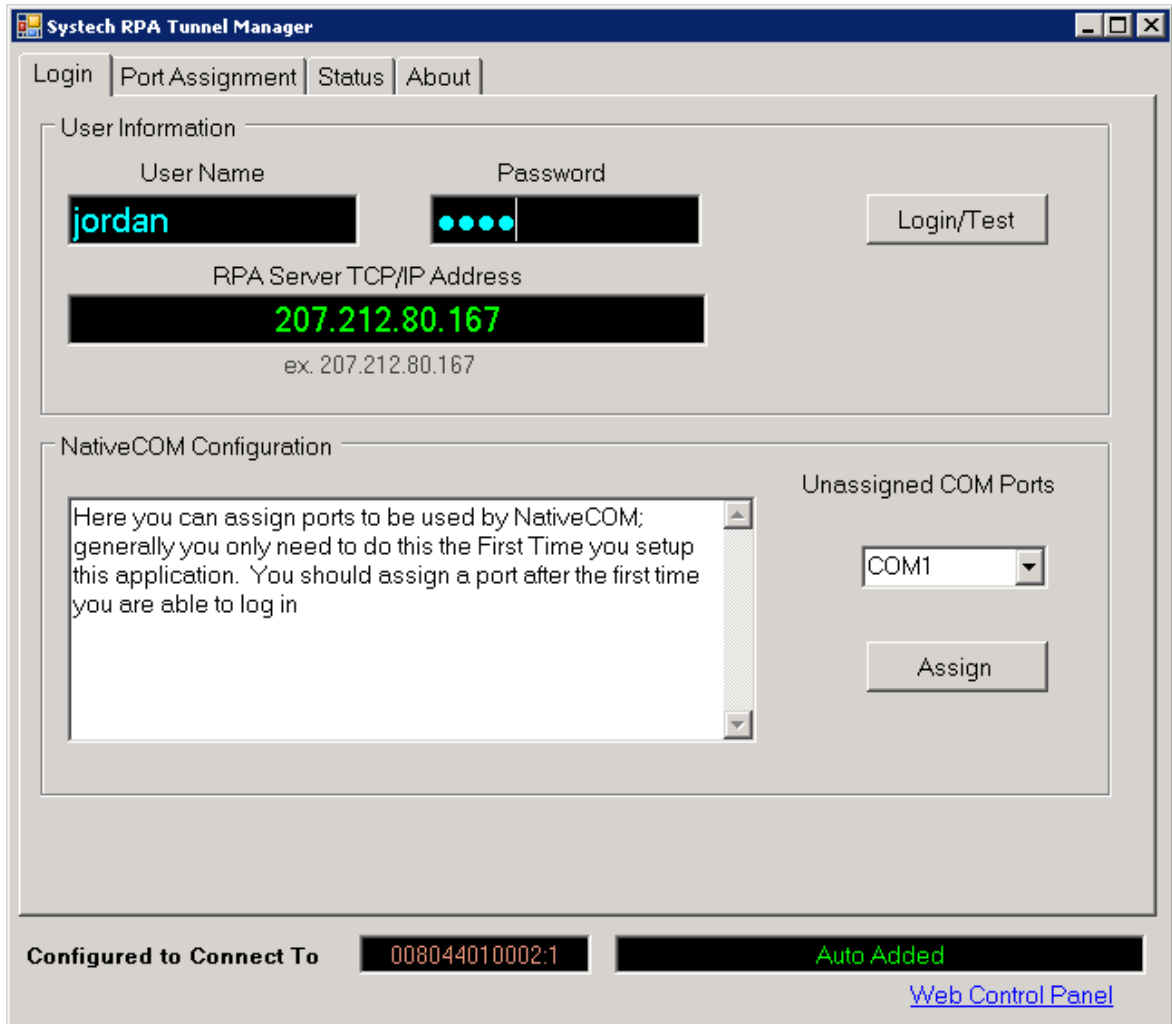 Systech RPA Tunnel Manager
Login Port Assignment Status About
User Information
User Name Password
jordan ●●●● Login/Test
RPA Server TCP/IP Address
207.212.80.167
ex. 207.212.80.167
NativeCOM Configuration
Unassigned COM Ports
Here you can assign ports to be used by NativeCOM;
generally you only need to do this the First Time you setup
this application. You should assign a port after the first time
you are able to log in
COM1
Assign
Configured to Connect To 008044010002:1 Auto Added
Web Control Panel